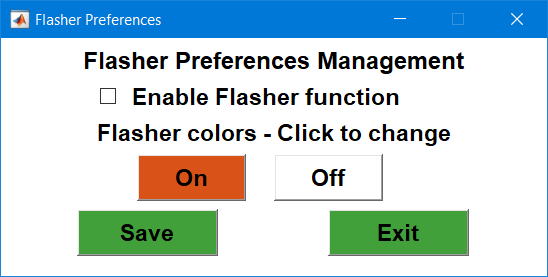 Flasher Preferences
Flasher Preferences Management
Enable Flasher function
Flasher colors - Click to change
On Off
Save Exit